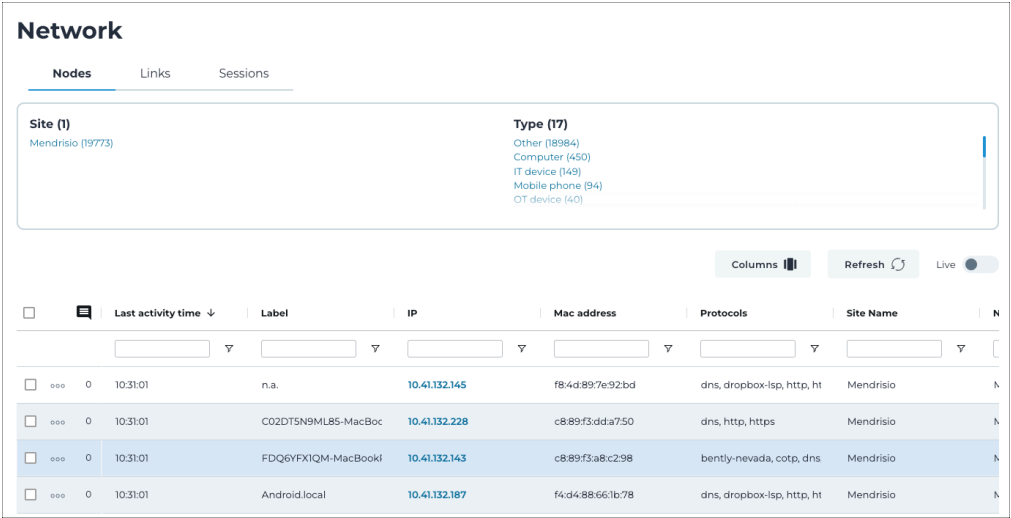 Network
Nodes Links Sessions
Site (1) Type (17)
Mendrisio (19773) Other (18984)
Computer (450)
IT device (149)
Mobile phone (94)
OT device (40)
Columns Refresh Live
Last activity time Label IP Mac address Protocols Site Name N
0 10:31:01 n.a. 10.41.132.145 f8:4d:89:7e:92:bd dns, dropbox-lsp, http, ht Mendrisio
0 10:31:01 C02DT5N9ML85-MacBoc 10.41.132.228 c8:89:f3:dd:a7:50 dns, http, https Mendrisio
0 10:31:01 FDQ6YFX1QM-MacBook 10.41.132.143 c8:89:f3:a8:c2:98 bently-nevada, cotp, dns Mendrisio
0 10:31:01 Android.local 10.41.132.187 f4:d4:88:66:1b:78 dns, dropbox-lsp, http, ht Mendrisio